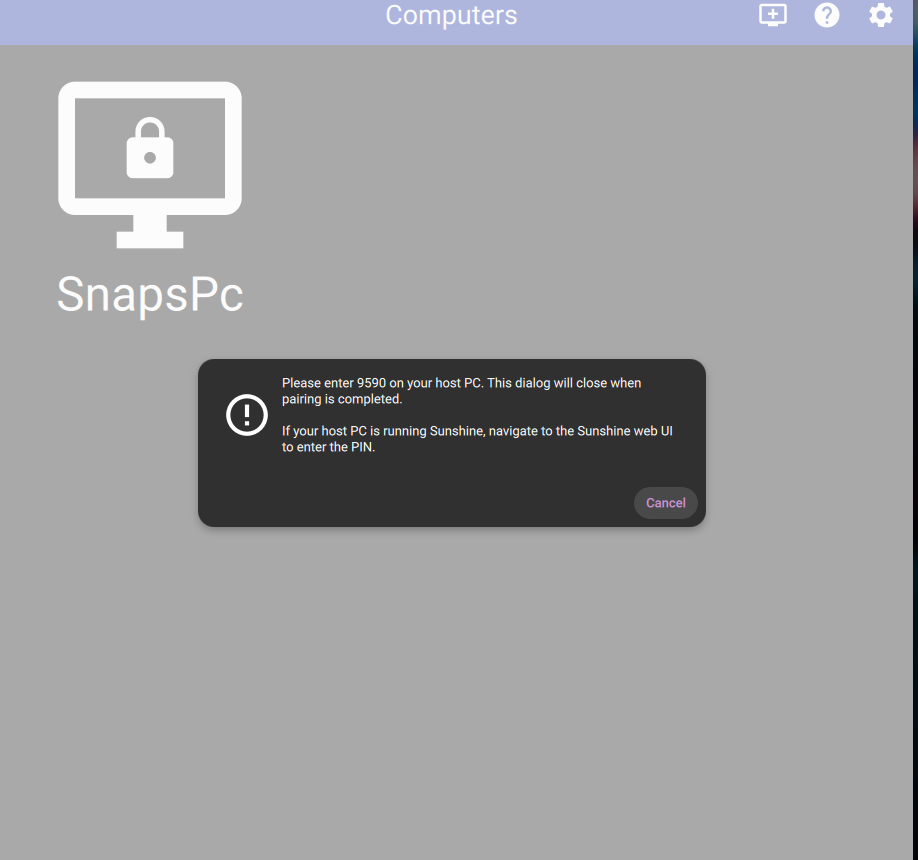 Computers
SnapsPc
Please enter 9590 on your host PC. This dialog will close when
pairing is completed.
If your host PC is running Sunshine, navigate to the Sunshine web UI
to enter the PIN.
Cancel